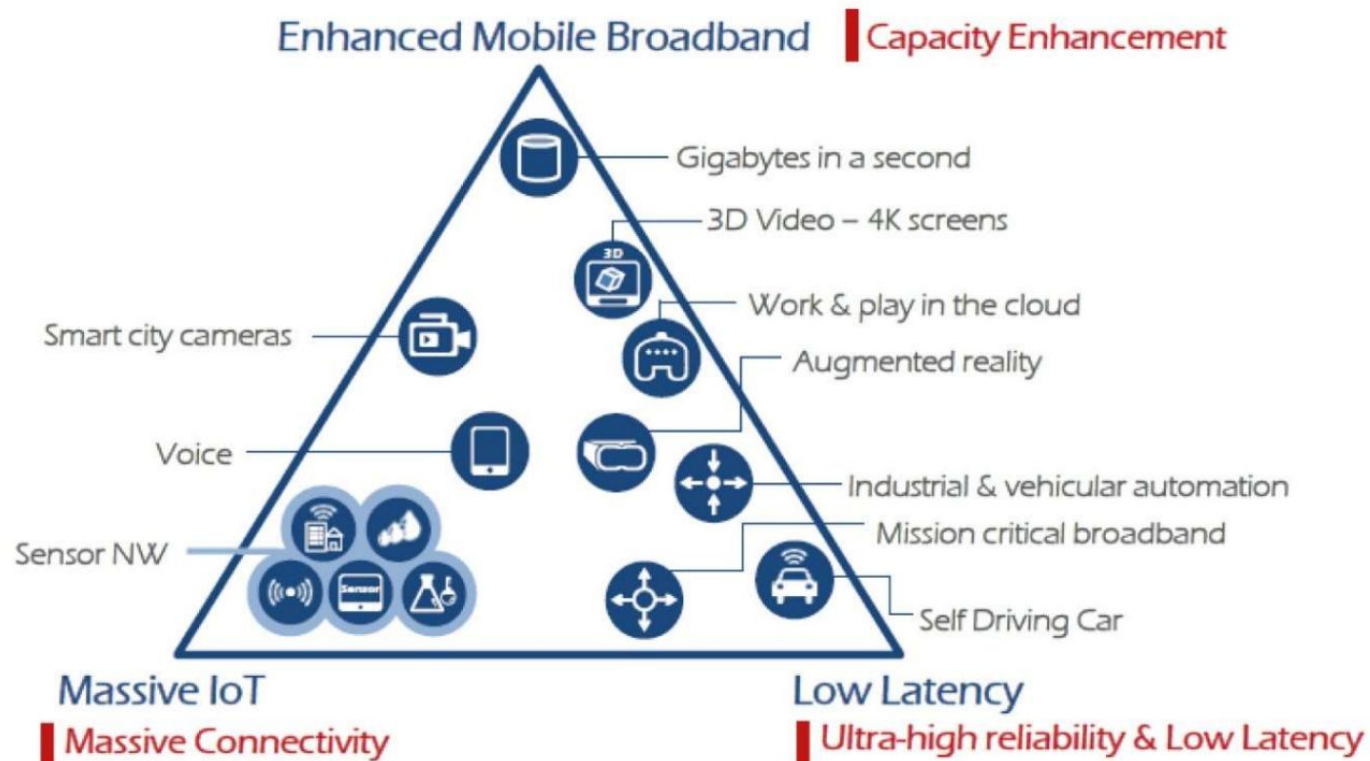 Enhanced Mobile Broadband
Capacity Enhancement
Gigabytes in a second
3D Video – 4K screens
3D
Work & play in the cloud
Smart city cameras
Augmented reality
Voice
Industrial & vehicular automation
Mission critical broadband
Sensor NW
Sensor
Self Driving Car
Massive IoT
Low Latency
Massive Connectivity
Ultra-high reliability & Low Latency